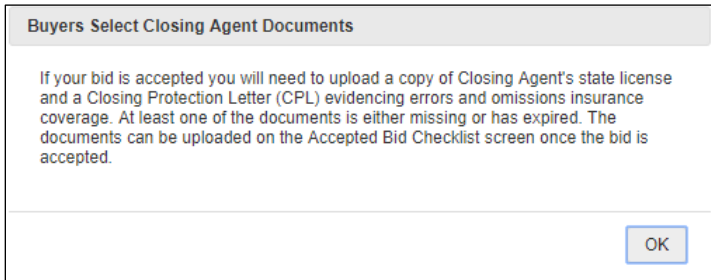 Buyers Select Closing Agent Documents
If your bid is accepted you will need to upload a copy of Closing Agent's state license
and a Closing Protection Letter (CPL) evidencing errors and omissions insurance
coverage. At least one of the documents is either missing or has expired. The
documents can be uploaded on the Accepted Bid Checklist screen once the bid is
accepted.
OK